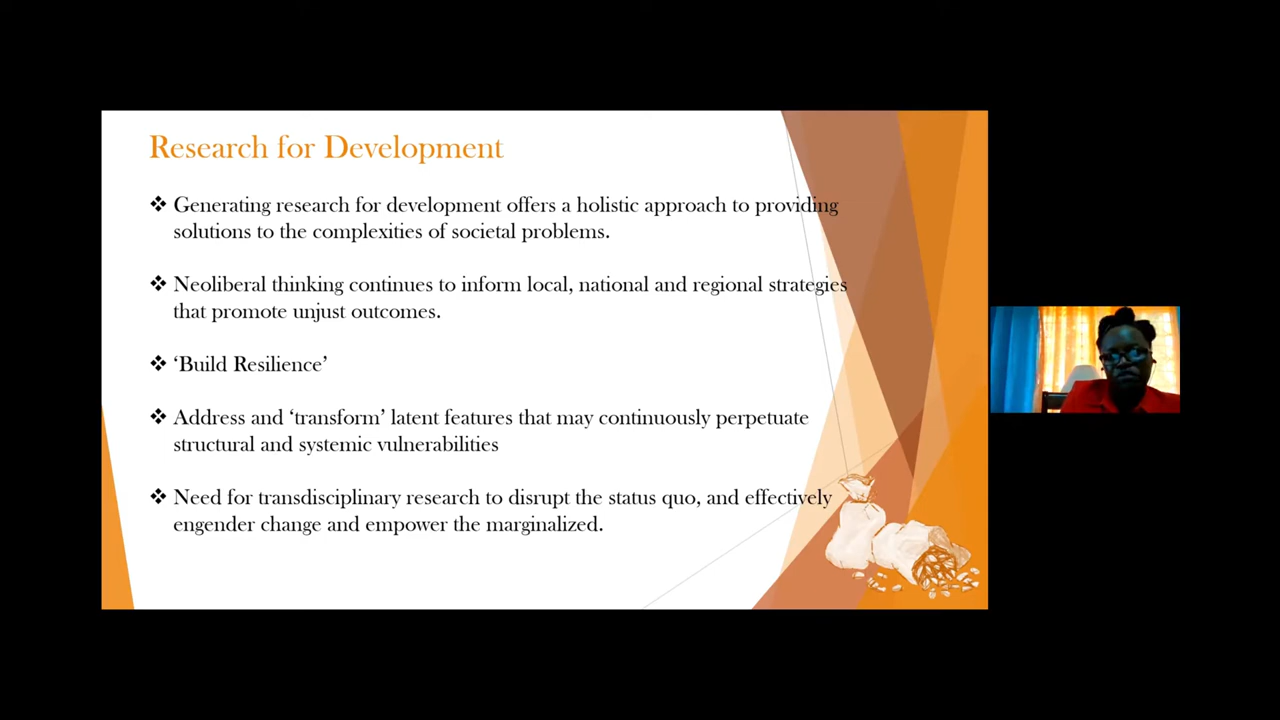 Research for Development
❖ Generating research for development offers a holistic approach to providing
solutions to the complexities of societal problems.
❖ Neoliberal thinking continues to inform local, national and regional strategies
that promote unjust outcomes.
❖ ‘Build Resilience’
❖ Address and ‘transform’ latent features that may continuously perpetuate
structural and systemic vulnerabilities
❖ Need for transdisciplinary research to disrupt the status quo, and effectively
engender change and empower the marginalized.